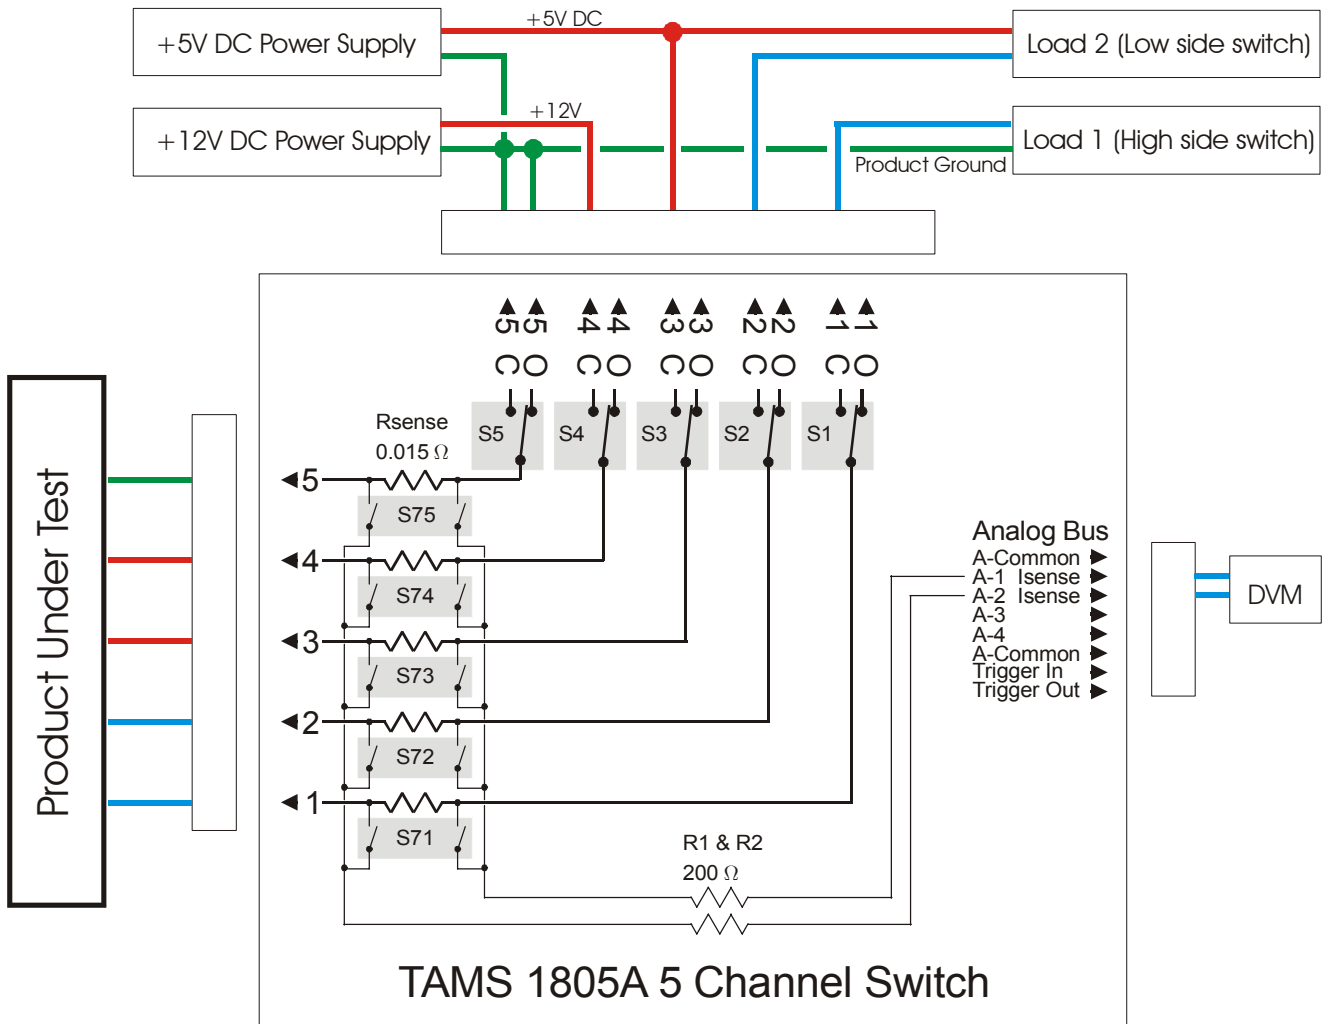 +5V DC Power Supply
+5V DC
Load 2 (Low side switch)
+12V DC Power Supply
+12V
Load 1 (High side switch)
Product Ground
5 C
5 O
4 C
4 O
3 C
3 O
2 C
2 O
1 C
1 O
S5
S4
S3
S2
S1
Rsense
0.015 Ω
5
S75
4
S74
3
S73
2
S72
1
S71
Product Under Test
Analog Bus
A-Common
A-1 Isense
A-2 Isense
A-3
A-4
A-Common
Trigger In
Trigger Out
DVM
R1 & R2
200 Ω
TAMS 1805A 5 Channel Switch